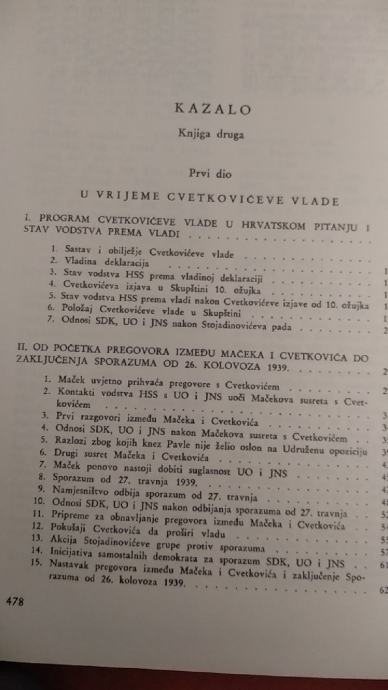 KAZALO
Knjiga druga
Prvi dio
U VRIJEME CVETKOVIĆEVE VLADE
I. PROGRAM CVETKOVIĆEVE VLADE U HRVATSKOM PITANJU I
STAV VODSTVA PREMA VLADI
1. Sastav i obilježje Cvetkovićeve vlade
2. Vladina deklaracija
3. Stav vodstva HSS prema vladinoj deklaraciji
4. Cvetkovićeva izjava u Skupštini 10. ožujka
5. Stav vodstva HSS prema vladi nakon Cvetkovićeve izjave od 10. ožujka
6. Položaj Cvetkovićeve vlade u Skupštini
7. Odnosi SDK, UO i JNS nakon Stojadinovićeva pada
II. OD POČETKA PREGOVORA IZMEĐU MAČEKA I CVETKOVIĆA DO
ZAKLJUČENJA SPORAZUMA OD 26. KOLOVOZA 1939.
1. Maček uvjetno prihvaća pregovore s Cvetkovićem
2. Kontakti vodstva HSS s UO i JNS uoči Mačekova susreta s Cvet-
kovićem
3. Prvi razgovori između Mačeka i Cvetkovića
4. Odnosi SDK, UO i JNS nakon Mačekova susreta s Cvetkovićem
5. Razlozi zbog kojih knez Pavle nije želio oslon na Udruženu opoziciju
6. Drugi sosret Mačeka i Cvetkovića
7. Maček ponovo nastoji dobiti suglasnost UO i JNS
8. Sporazum od 27. travnja 1939.
9. Namjesništvo odbija sporazum od 27. travnja
10. Odnosi SDK, UO i JNS nakon odbijanja sporazuma od 27. travnja
11. Pripreme za obnavljanje pregovora između Mačeka i Cvetkovića
12. Pokušaji Cvetkovića da proširi vladu
13. Akcija Stojadinovićeve grupe protiv sporazuma
14. Inicijativa samostalnih demokrata za sporazum SDK, UO i JNS
15. Nastavak pregovora između Mačeka i Cvetkovića i zaključenje Spo-
razuma od 26. kolovoza 1939.
478